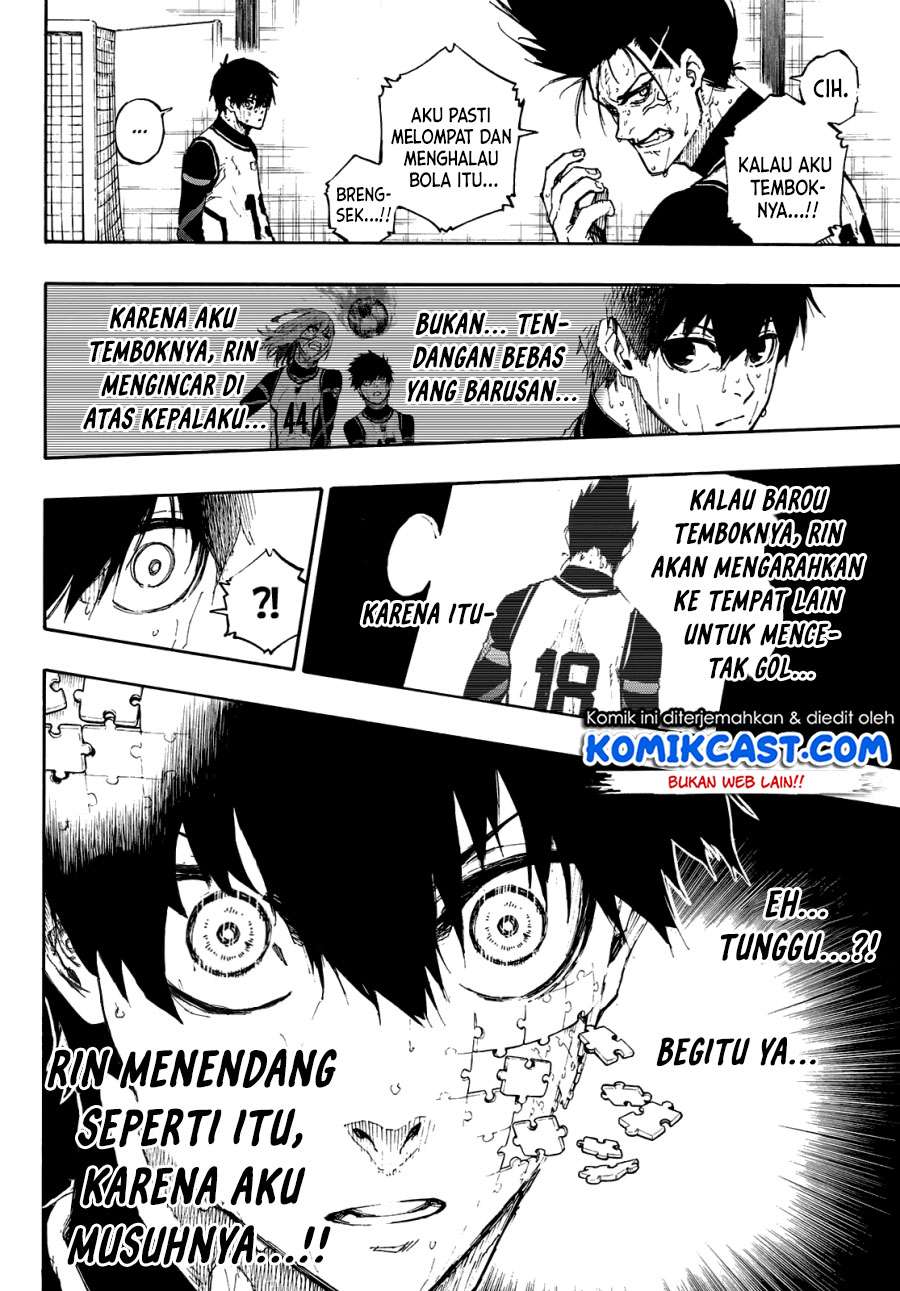 CIH.
KALAU AKU
TEMBOK-
NYA...!!
AKU PASTI
MELOMPAT DAN
MENGHALAU
BOLA ITU...
BRENG-
SEK...!!
...
BUKAN... TEN-
DANGAN BEBAS
YANG BARUSAN...
KARENA AKU
TEMBOKNYA, RIN
MENGINCAR DI
ATAS KEPALAKU...
44
KALAU BAROU
TEMBOKNYA, RIN
AKAN MENGARAHKAN
KE TEMPAT LAIN
UNTUK MENCE-
TAK GOL...
KARENA ITU-
18
?!
Komik ini diterjemahkan & diedit oleh
KOMIKCAST.COM
BUKAN WEB LAIN!!
EH...
TUNGGU...?!
BEGITU YA...
RIN MENENDANG
SEPERTI ITU,
KARENA AKU
MUSUHNYA...!!